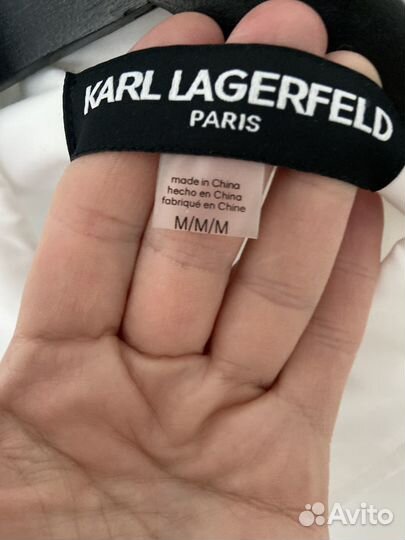 KARL LAGERFELD
PARIS
made in China
hecho en China
fabriqué en Chine
M/M/M
Avito